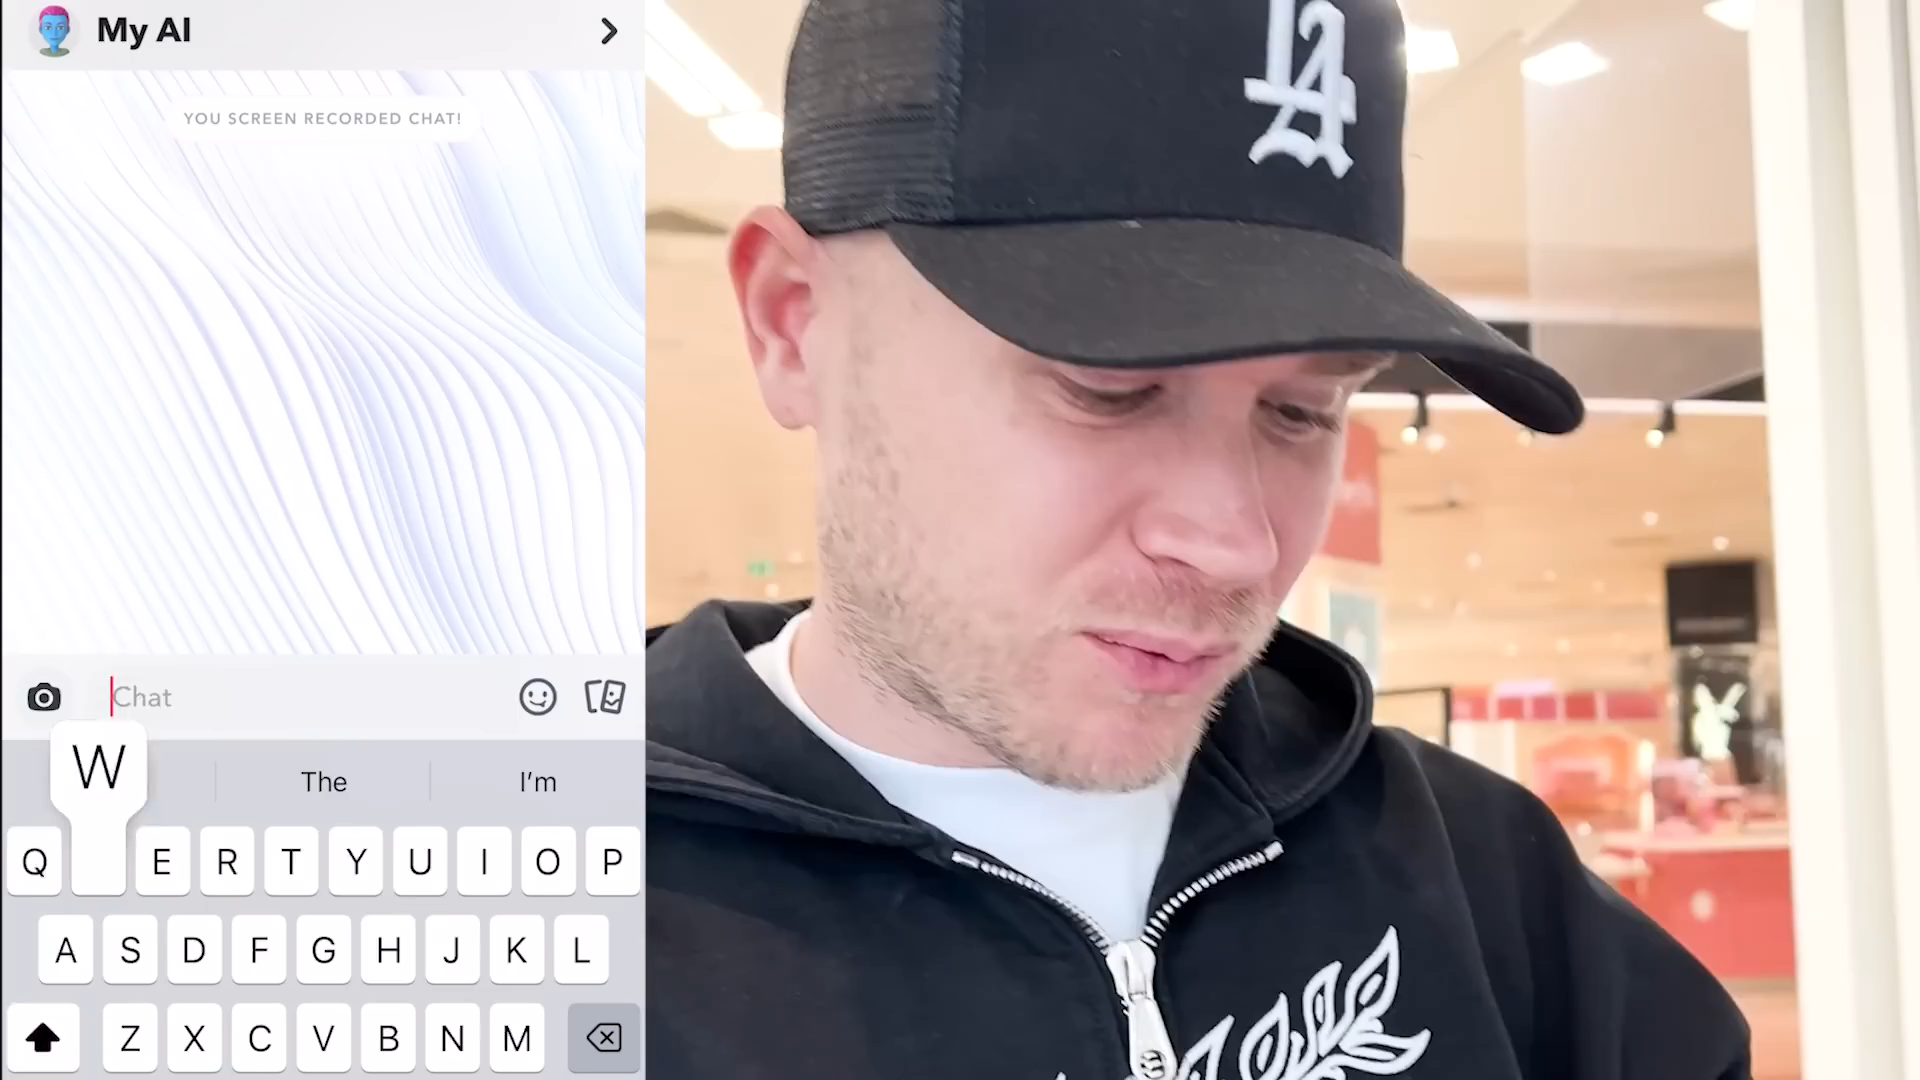 My AI
YOU SCREEN RECORDED CHAT!
Chat
W
The
I'm
Q E R T Y U I O P
A S D F G H J K L
Z X C V B N M
LA